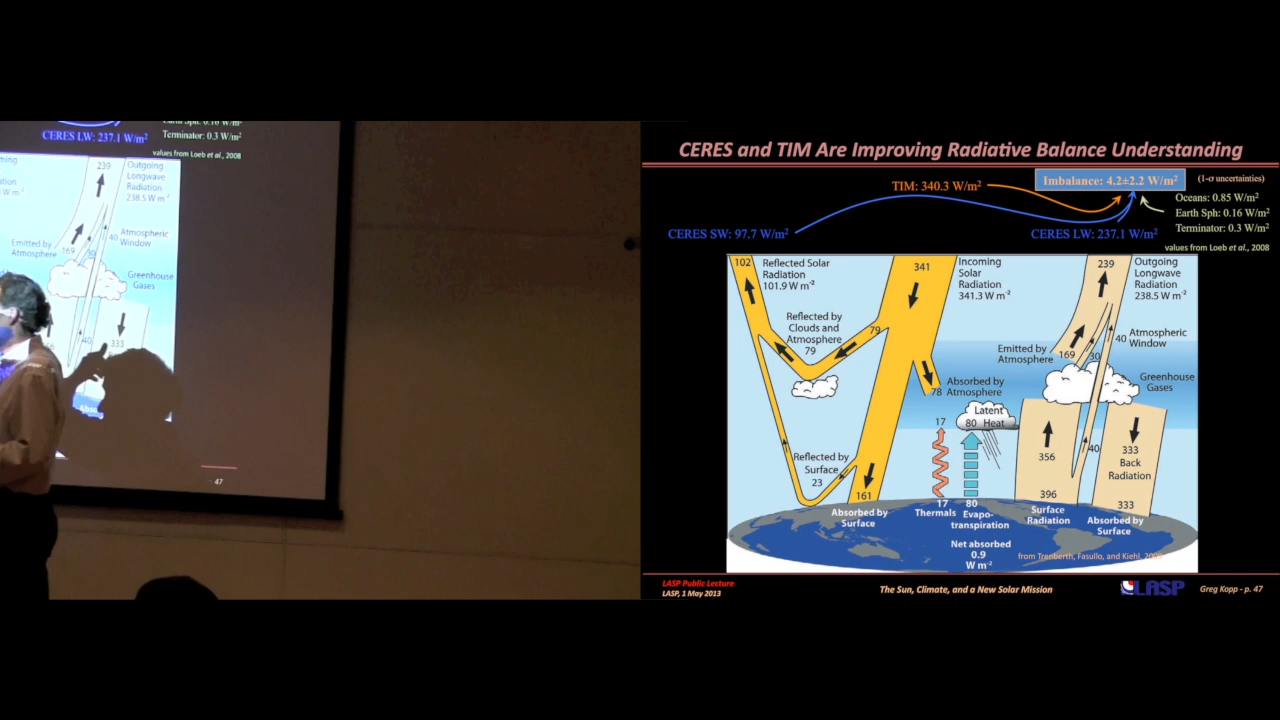 Earth Sph: 0.16 W/m²
CERES LW: 237.1 W/m²
Terminator: 0.3 W/m²
values from Loeb et al., 2008
239
Outgoing
Longwave
Radiation
238.5 W m⁻²
Emitted by
Atmosphere
169
30
40
Atmospheric
Window
Greenhouse
Gases
40
333
47
CERES and TIM Are Improving Radiative Balance Understanding
TIM: 340.3 W/m²
Imbalance: 4.2±2.2 W/m²
(1-σ uncertainties)
Oceans: 0.85 W/m²
Earth Sph: 0.16 W/m²
Terminator: 0.3 W/m²
CERES SW: 97.7 W/m²
CERES LW: 237.1 W/m²
values from Loeb et al., 2008
102
Reflected Solar
Radiation
101.9 W m⁻²
341
Incoming
Solar
Radiation
341.3 W m⁻²
239
Outgoing
Longwave
Radiation
238.5 W m⁻²
Reflected by
Clouds and
Atmosphere
79
79
Emitted by
Atmosphere
169
30
40
Atmospheric
Window
78
Absorbed by
Atmosphere
Greenhouse
Gases
Latent
80 Heat
17
Reflected by
Surface
23
356
40
333
Back
Radiation
161
Absorbed by
Surface
17
Thermals
80
Evapo-
transpiration
396
Surface
Radiation
333
Absorbed by
Surface
Net absorbed
0.9
W m⁻²
from Trenberth, Fasullo, and Kiehl,
LASP Public Lecture
LASP, 1 May 2013
The Sun, Climate, and a New Solar Mission
LASP
Greg Kopp - p. 47